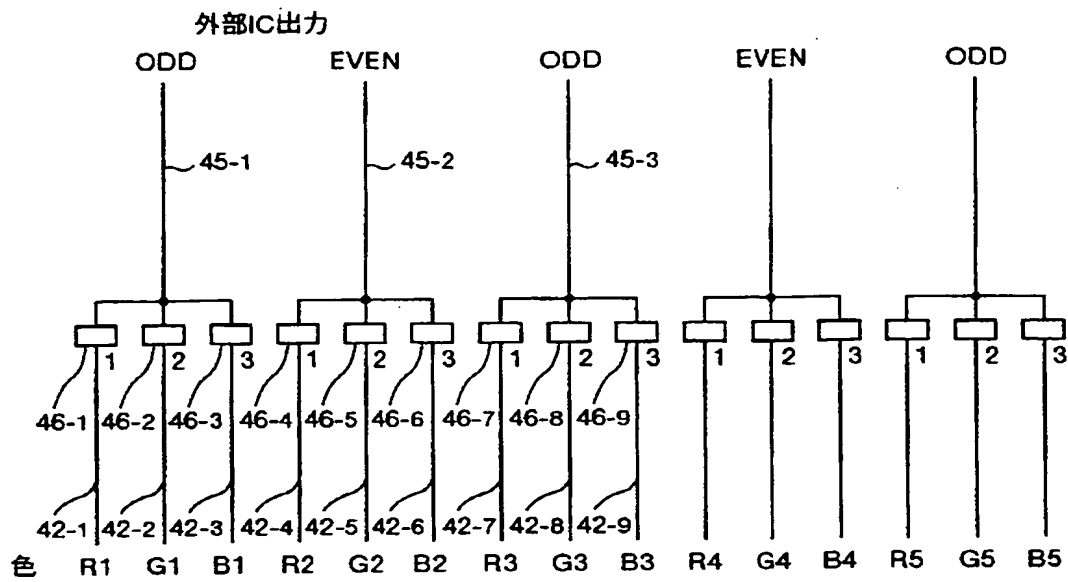 外部IC出力
ODD EVEN ODD EVEN ODD
45-1 45-2 45-3
1 2 3 1 2 3 1 2 3 1 2 3 1 2 3
46-1 46-2 46-3 46-4 46-5 46-6 46-7 46-8 46-9
42-1 42-2 42-3 42-4 42-5 42-6 42-7 42-8 42-9
色 R1 G1 B1 R2 G2 B2 R3 G3 B3 R4 G4 B4 R5 G5 B5